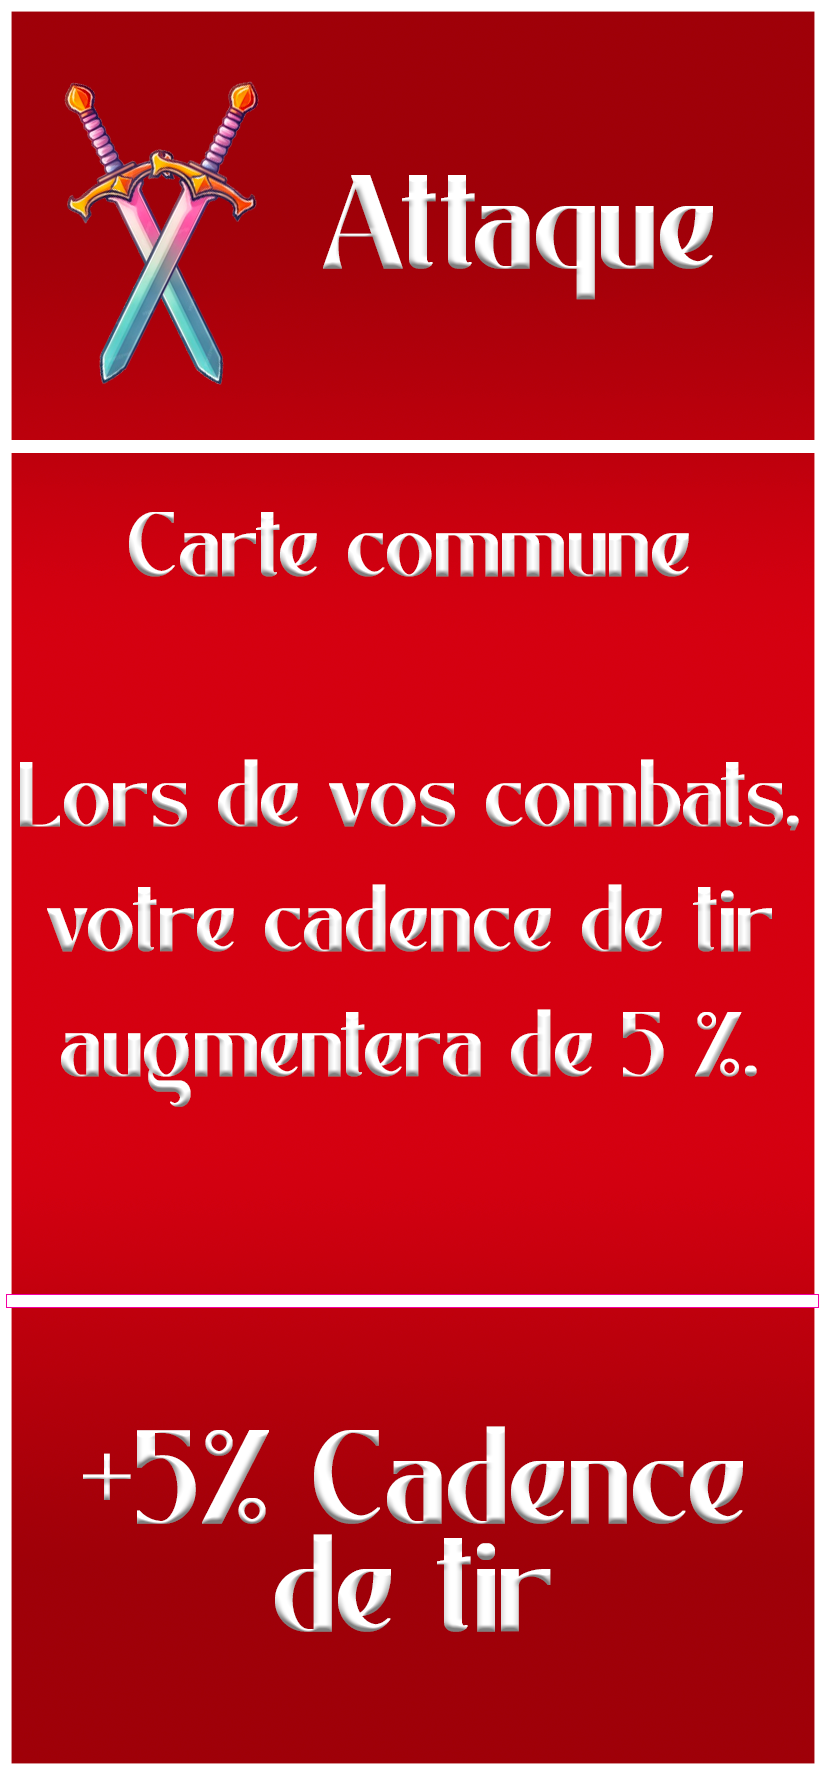 Attaque
Carte commune
Lors de vos combats,
votre cadence de tir
augmentera de 5 %.
+5% Cadence
de tir